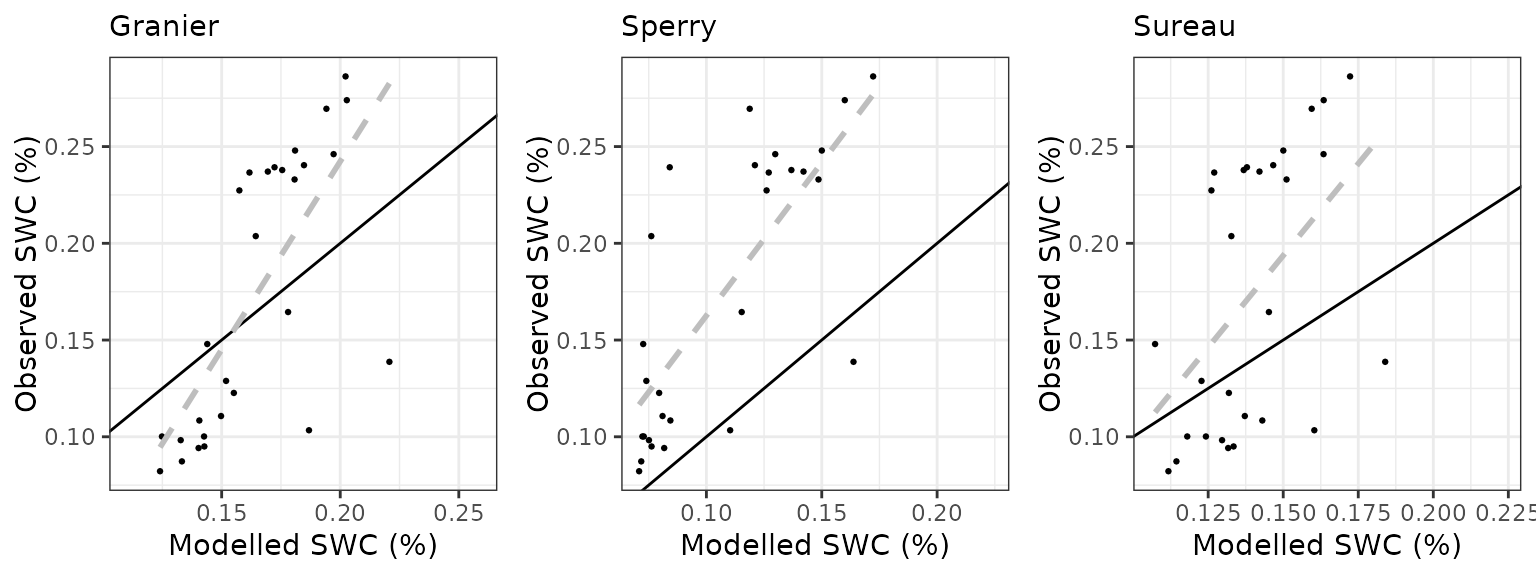 Granier
Sperry
Sureau
Observed SWC (%)
0.25
0.20
0.15
0.10
0.15 0.20 0.25
Modelled SWC (%)
Observed SWC (%)
0.25
0.20
0.15
0.10
0.10 0.15 0.20
Modelled SWC (%)
Observed SWC (%)
0.25
0.20
0.15
0.10
0.125 0.150 0.175 0.200 0.225
Modelled SWC (%)